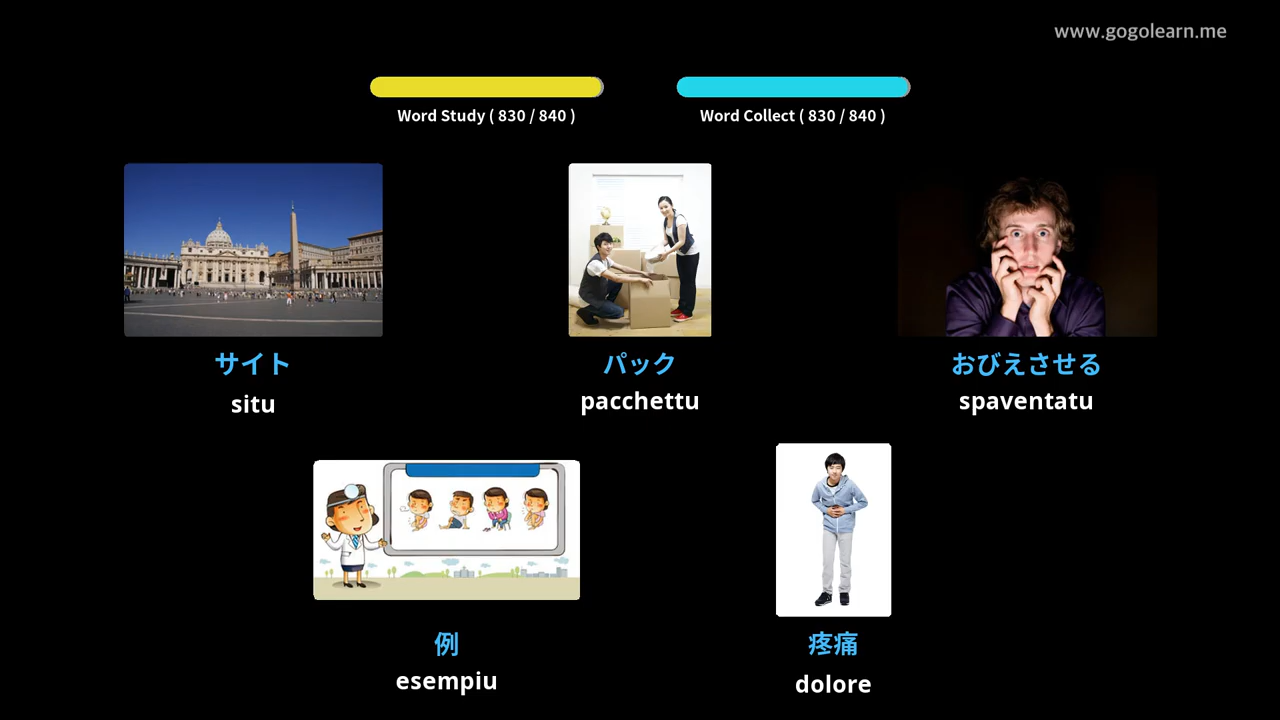 www.gogolearn.me
Word Study ( 830 / 840 )
Word Collect ( 830 / 840 )
サイト
situ
パック
pacchettu
おびえさせる
spaventatu
例
esempiu
疼痛
dolore